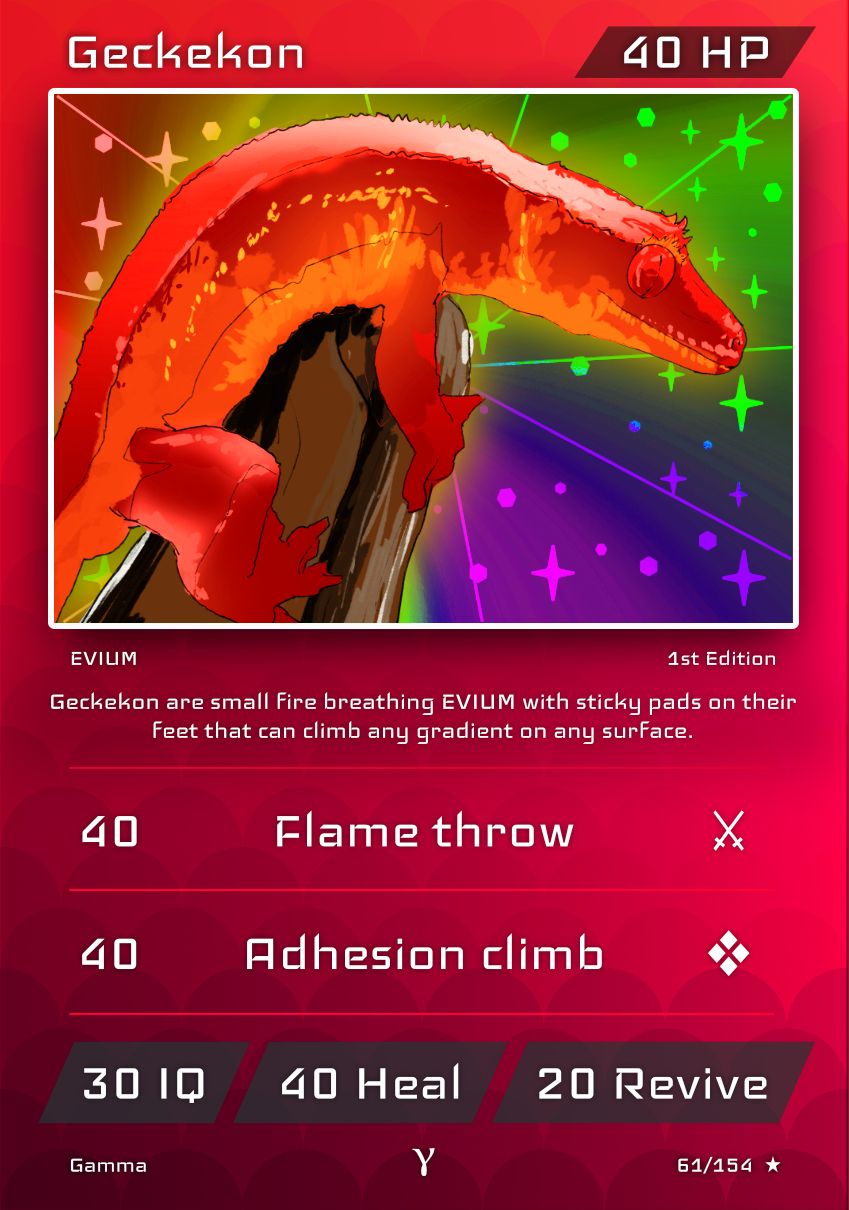 Geckekon
40 HP
EVIUM
1st Edition
Geckekon are small fire breathing EVIUM with sticky pads on their
feet that can climb any gradient on any surface.
40 Flame throw
40 Adhesion climb
30 IQ 40 Heal 20 Revive
Gamma γ 61/154 ★